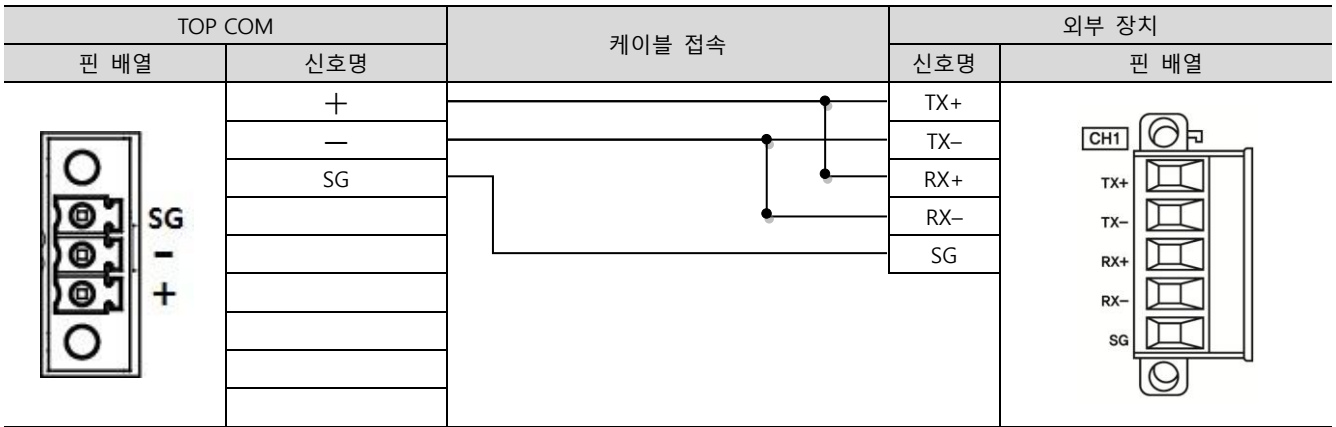 TOP COM 케이블 접속 외부 장치
핀 배열 신호명 신호명 핀 배열
+ TX+
— TX–
SG RX+
RX–
SG
SG
-
+
CH1
TX+
TX–
RX+
RX–
SG